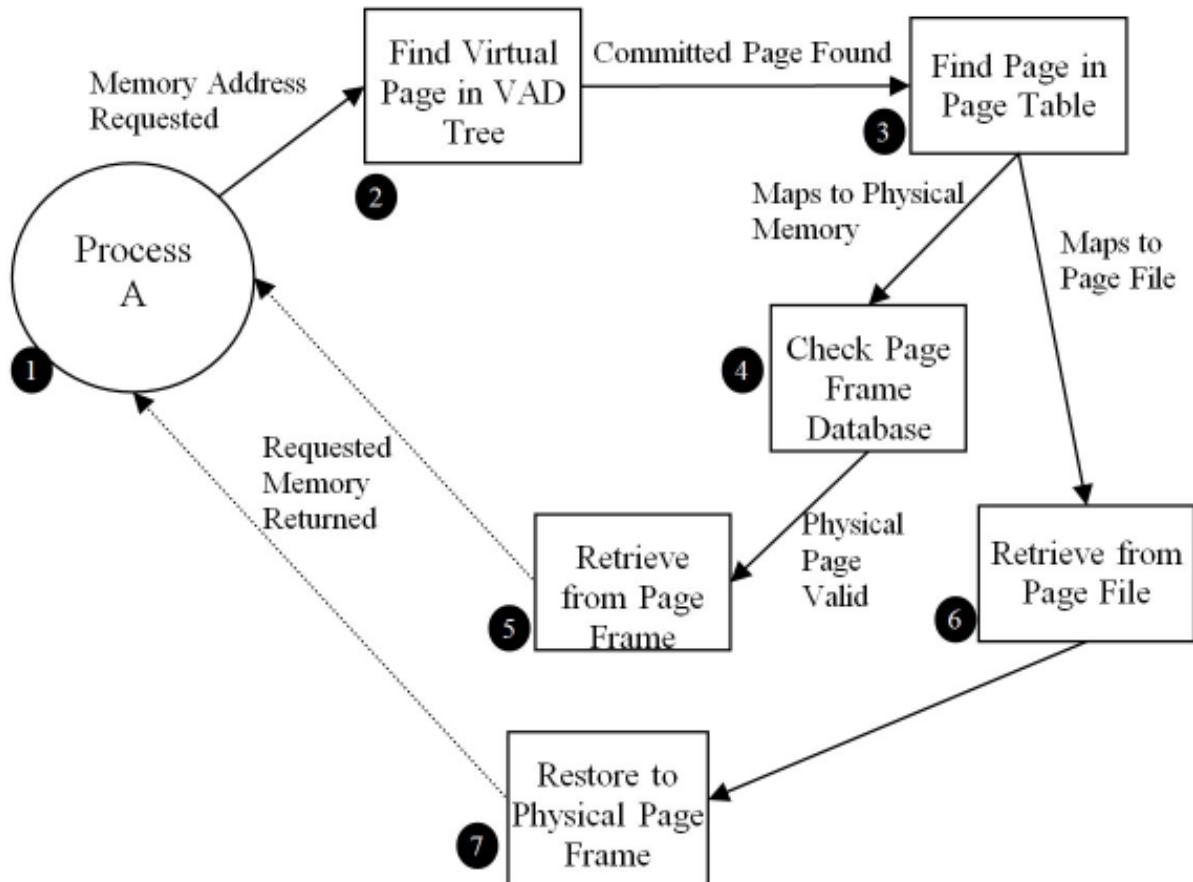 Memory Address
Requested
Find Virtual
Page in VAD
Tree
2
Committed Page Found
Find Page in
Page Table
3
Process
A
1
Maps to Physical
Memory
Maps to
Page File
Check Page
Frame
Database
4
Requested
Memory
Returned
Physical
Page
Valid
Retrieve
from Page
Frame
5
Retrieve from
Page File
6
Restore to
Physical Page
Frame
7